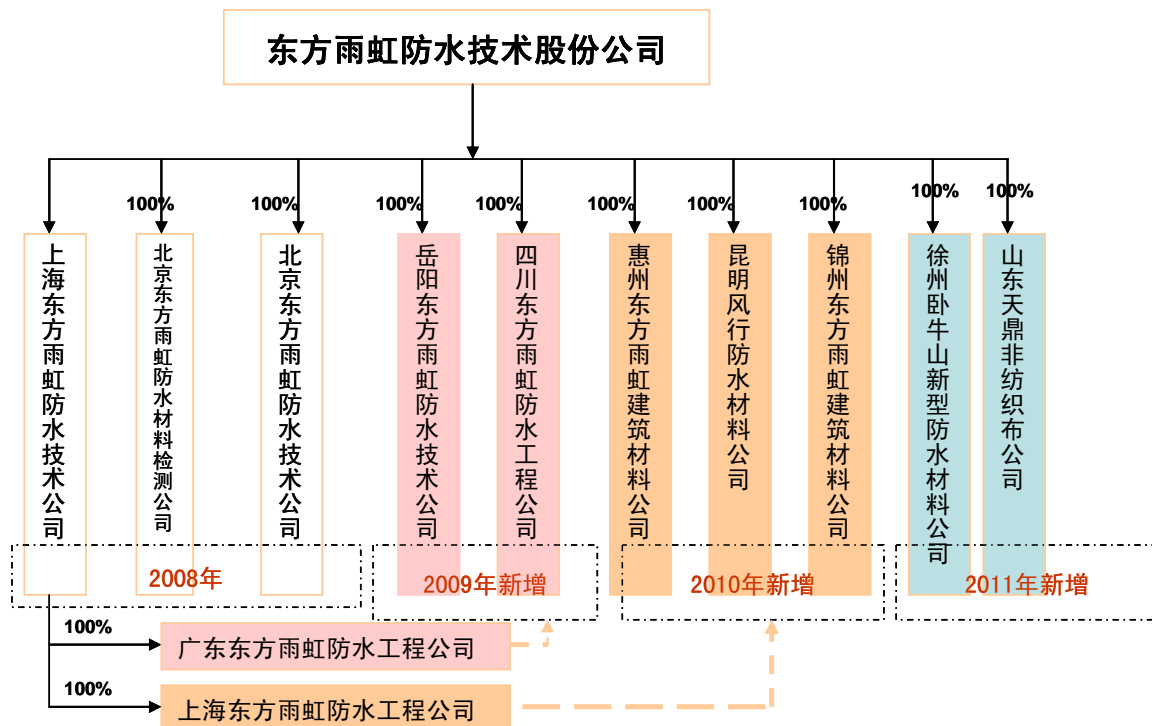 东方雨虹防水技术股份公司
100%
100%
100%
100%
100%
100%
100%
100%
100%
上海东方雨虹防水技术公司
北京东方雨虹防水材料检测公司
北京东方雨虹防水技术公司
岳阳东方雨虹防水技术公司
四川东方雨虹防水工程公司
惠州东方雨虹建筑材料公司
昆明风行防水材料公司
锦州东方雨虹建筑材料公司
徐州卧牛山新型防水材料公司
山东天鼎非纺织布公司
2008年
2009年新增
2010年新增
2011年新增
100%
广东东方雨虹防水工程公司
100%
上海东方雨虹防水工程公司